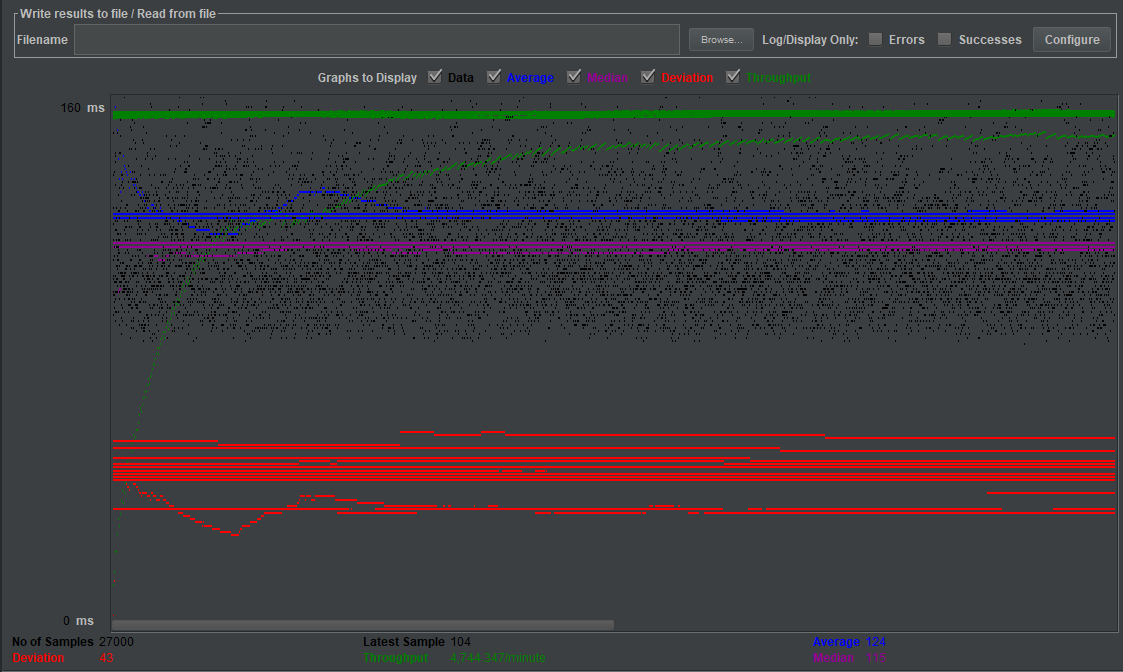 Write results to file / Read from file
Filename Browse... Log/Display Only: Errors Successes Configure
Graphs to Display Data Average Median Deviation Throughput
160 ms
0 ms
No of Samples 27000 Latest Sample 104 Average 124
Deviation 43 Throughput 4,744.347/minute Median